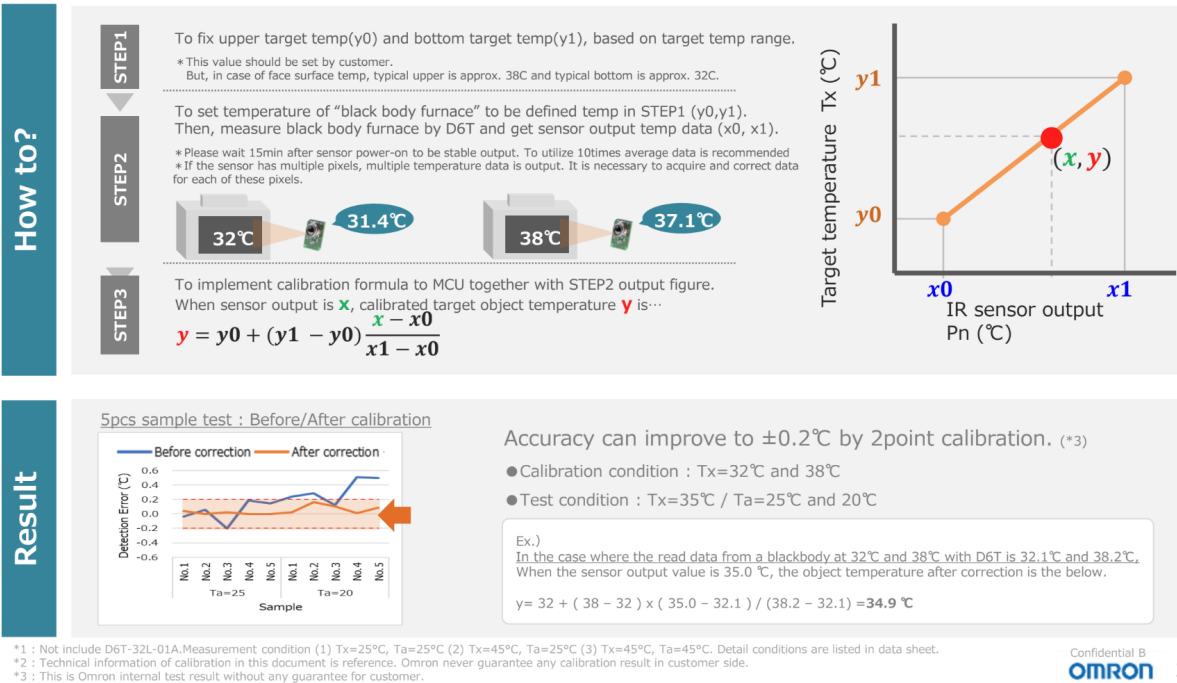 How to?
STEP1
To fix upper target temp(y0) and bottom target temp(y1), based on target temp range.
*This value should be set by customer.
But, in case of face surface temp, typical upper is approx. 38C and typical bottom is approx. 32C.
STEP2
To set temperature of “black body furnace” to be defined temp in STEP1 (y0,y1).
Then, measure black body furnace by D6T and get sensor output temp data (x0, x1).
*Please wait 15min after sensor power-on to be stable output. To utilize 10times average data is recommended
*If the sensor has multiple pixels, multiple temperature data is output. It is necessary to acquire and correct data
for each of these pixels.
32℃
31.4℃
38℃
37.1℃
STEP3
To implement calibration formula to MCU together with STEP2 output figure.
When sensor output is x, calibrated target object temperature y is…
y = y0 + (y1 − y0) (x − x0)/(x1 − x0)
Target temperature Tx (℃)
y1
y0
(x, y)
x0
x1
IR sensor output
Pn (℃)
Result
5pcs sample test : Before/After calibration
Before correction
After correction
Detection Error (℃)
0.6
0.4
0.2
0.0
-0.2
-0.4
-0.6
No.1 No.2 No.3 No.4 No.5 No.1 No.2 No.3 No.4 No.5
Ta=25 Ta=20
Sample
Accuracy can improve to ±0.2℃ by 2point calibration. (*3)
●Calibration condition : Tx=32℃ and 38℃
●Test condition : Tx=35℃ / Ta=25℃ and 20℃
Ex.)
In the case where the read data from a blackbody at 32℃ and 38℃ with D6T is 32.1℃ and 38.2℃,
When the sensor output value is 35.0 ℃, the object temperature after correction is the below.
y= 32 + ( 38 – 32 ) x ( 35.0 – 32.1 ) / (38.2 – 32.1) =34.9 ℃
*1 : Not include D6T-32L-01A.Measurement condition (1) Tx=25°C, Ta=25°C (2) Tx=45°C, Ta=25°C (3) Tx=45°C, Ta=45°C. Detail conditions are listed in data sheet.
*2 : Technical information of calibration in this document is reference. Omron never guarantee any calibration result in customer side.
*3 : This is Omron internal test result without any guarantee for customer.
Confidential B
OMRON